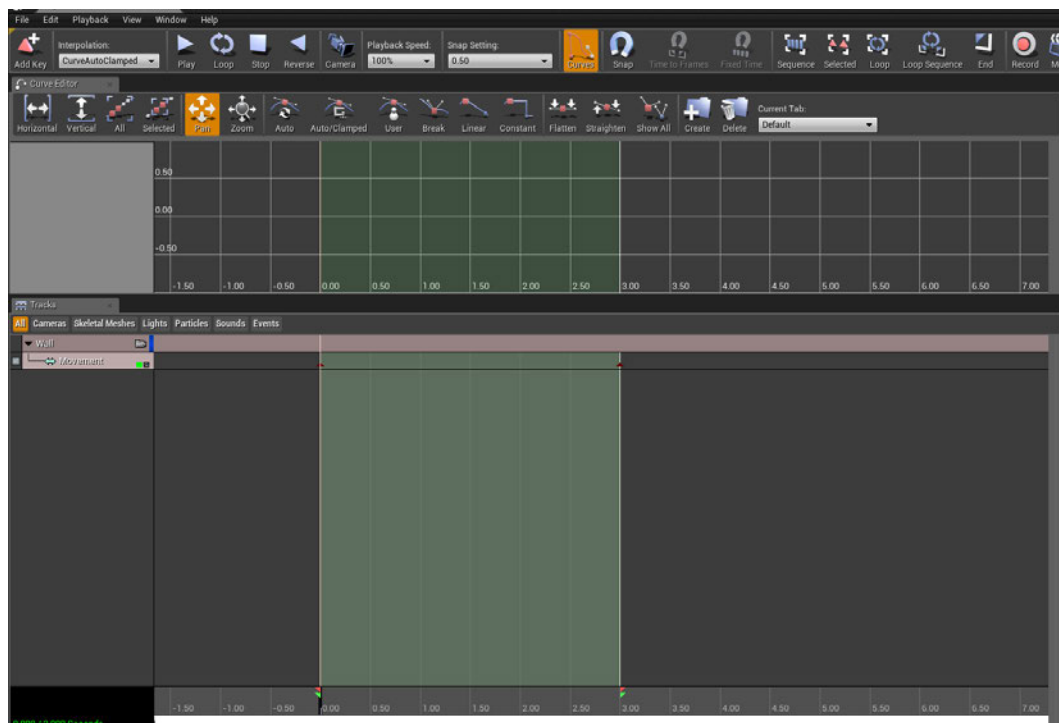 File Edit Playback View Window Help
Interpolation: Playback Speed: Snap Setting:
CurveAutoClamped 100% 0.50
Add Key Play Loop Stop Reverse Camera Curves Snap Time to Frames Fixed Time Sequence Selected Loop Loop Sequence End Record
Curve Editor
Current Tab:
Default
Horizontal Vertical All Selected Pan Zoom Auto Auto/Clamped User Break Linear Constant Flatten Straighten Show All Create Delete
0.50
0.00
-0.50
-1.50 -1.00 -0.50 0.00 0.50 1.00 1.50 2.00 2.50 3.00 3.50 4.00 4.50 5.00 5.50 6.00 6.50 7.00
Tracks
All Cameras Skeletal Meshes Lights Particles Sounds Events
Wall
Movement
-1.50 -1.00 -0.50 0.00 0.50 1.00 1.50 2.00 2.50 3.00 3.50 4.00 4.50 5.00 5.50 6.00 6.50 7.00